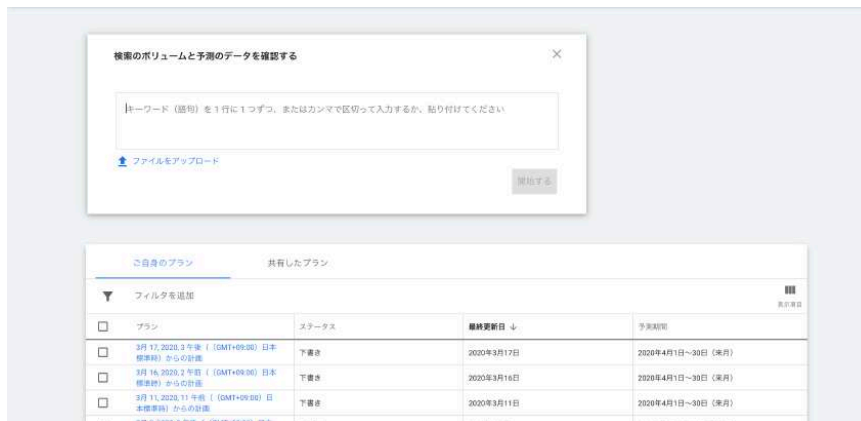 検索のボリュームと予測のデータを確認する
キーワード（語句）を1行に1つずつ、またはカンマで区切って入力するか、貼り付けてください
ファイルをアップロード
開始する
ご自身のプラン 共有したプラン
フィルタを追加
表示項目
プラン ステータス 最終更新日 ↓ 予測期間
3月 17, 2020, 3 午後（（GMT+09:00）日本
標準時）からの計画 下書き 2020年3月17日 2020年4月1日～30日（来月）
3月 16, 2020, 2 午前（（GMT+09:00）日本
標準時）からの計画 下書き 2020年3月16日 2020年4月1日～30日（来月）
3月 11, 2020, 11 午前（（GMT+09:00）日
本標準時）からの計画 下書き 2020年3月11日 2020年4月1日～30日（来月）